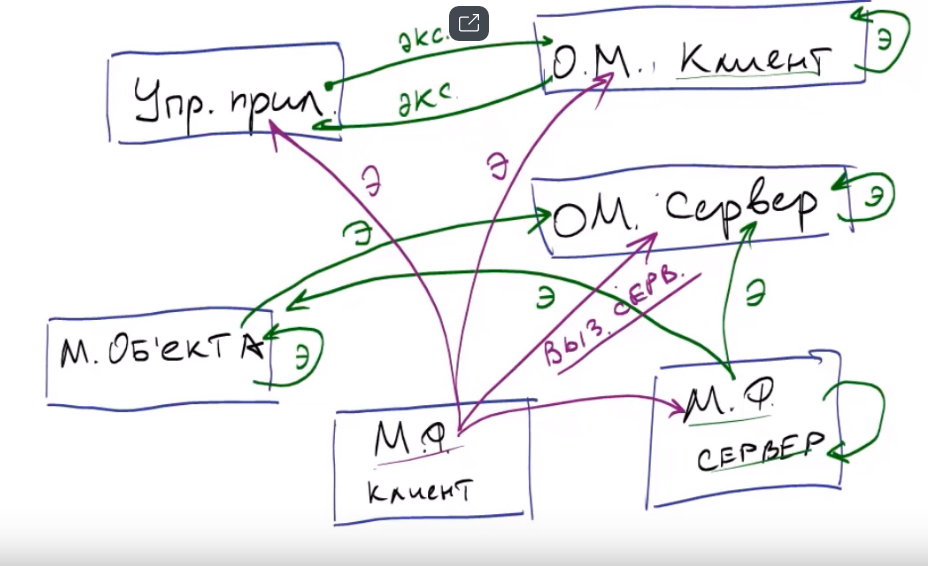 экс.
О.М. Клиент
Э
Упр. прил.
экс.
Э
Э
ОМ. Сервер
Э
Э
Э
Э
ВЫЗ. СЕРВ.
М. ОБ'ЕКТА
Э
М.Ф.
КЛИЕНТ
М.Ф.
СЕРВЕР